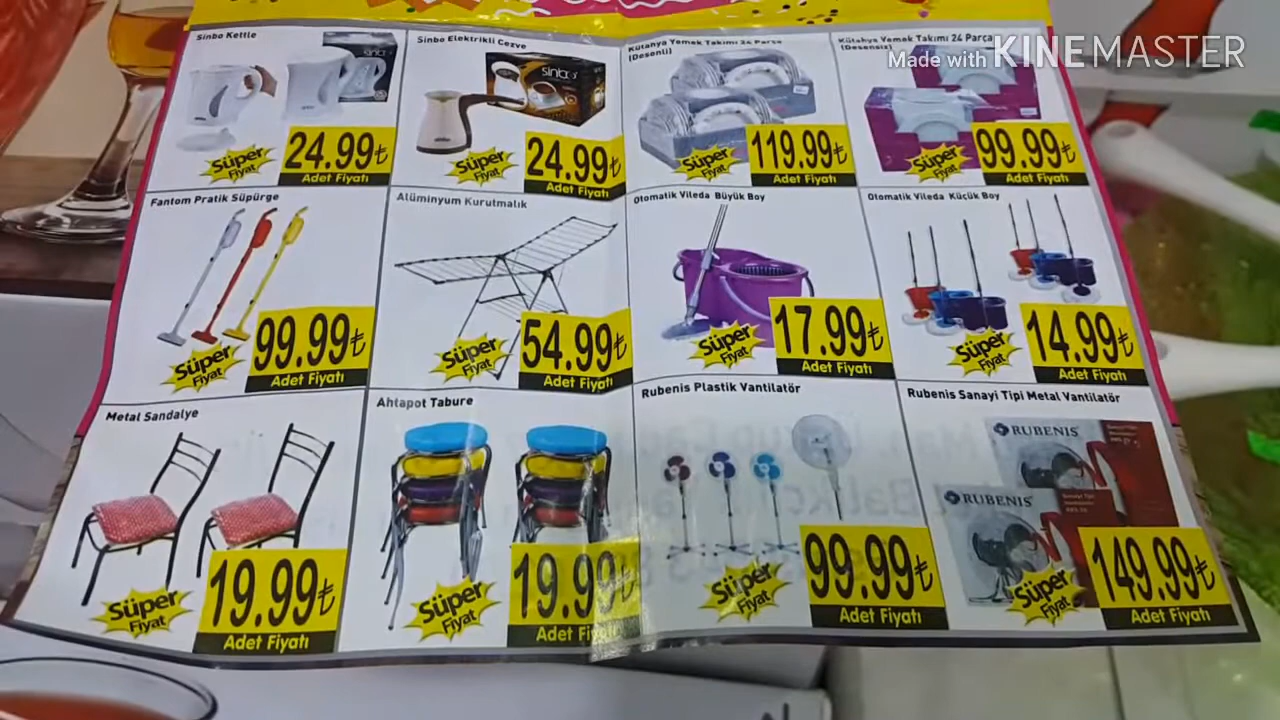 Made with KINEMASTER
Sinbo Kettle
Sinbo
Süper
Fiyat
24.99₺
Adet Fiyatı
Sinbo Elektrikli Cezve
sinbo
Süper
Fiyat
24.99₺
Adet Fiyatı
Kütahya Yemek Takımı 24 Parça
(Desenli)
Süper
Fiyat
119.99₺
Adet Fiyatı
Kütahya Yemek Takımı 24 Parça
(Desensiz)
Süper
Fiyat
99.99₺
Adet Fiyatı
Fantom Pratik Süpürge
Süper
Fiyat
99.99₺
Adet Fiyatı
Alüminyum Kurutmalık
Süper
Fiyat
54.99₺
Adet Fiyatı
Otomatik Vileda Büyük Boy
Süper
Fiyat
17.99₺
Adet Fiyatı
Otomatik Vileda Küçük Boy
Süper
Fiyat
14.99₺
Adet Fiyatı
Metal Sandalye
Süper
Fiyat
19.99₺
Adet Fiyatı
Ahtapot Tabure
Süper
Fiyat
19.99₺
Adet Fiyatı
Rubenis Plastik Vantilatör
Süper
Fiyat
99.99₺
Adet Fiyatı
Rubenis Sanayi Tipi Metal Vantilatör
RUBENIS
RUBENIS
Süper
Fiyat
149.99₺
Adet Fiyatı